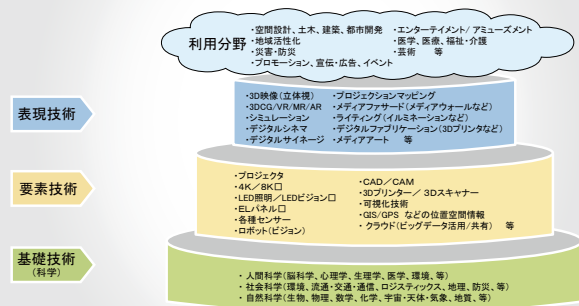 利用分野
・空間設計、土木、建築、都市開発
・地域活性化
・災害・防災
・プロモーション、宣伝・広告、イベント
・エンターテイメント/ アミューズメント
・医学、医療、福祉・介護
・芸術　等
表現技術
・3D映像(立体視)
・3DCG/VR/MR/AR
・シミュレーション
・デジタルシネマ
・デジタルサイネージ
・プロジェクションマッピング
・メディアファサード(メディアウォールなど)
・ライティング(イルミネーションなど)
・デジタルファブリケーション(3Dプリンタなど)
・メディアアート　等
要素技術
・プロジェクタ
・4K/8K□
・LED照明/LEDビジョン□
・ELパネル□
・各種センサー
・ロボット(ビジョン)
・CAD/CAM
・3Dプリンター/ 3Dスキャナー
・可視化技術
・GIS/GPS などの位置空間情報
・クラウド(ビッグデータ活用/共有)　等
基礎技術
(科学)
・人間科学(脳科学、心理学、生理学、医学、環境、等)
・社会科学(環境、流通・交通・通信、ロジスティックス、地理、防災、等)
・自然科学(生物、物理、数学、化学、宇宙・天体・気象、地質、等)